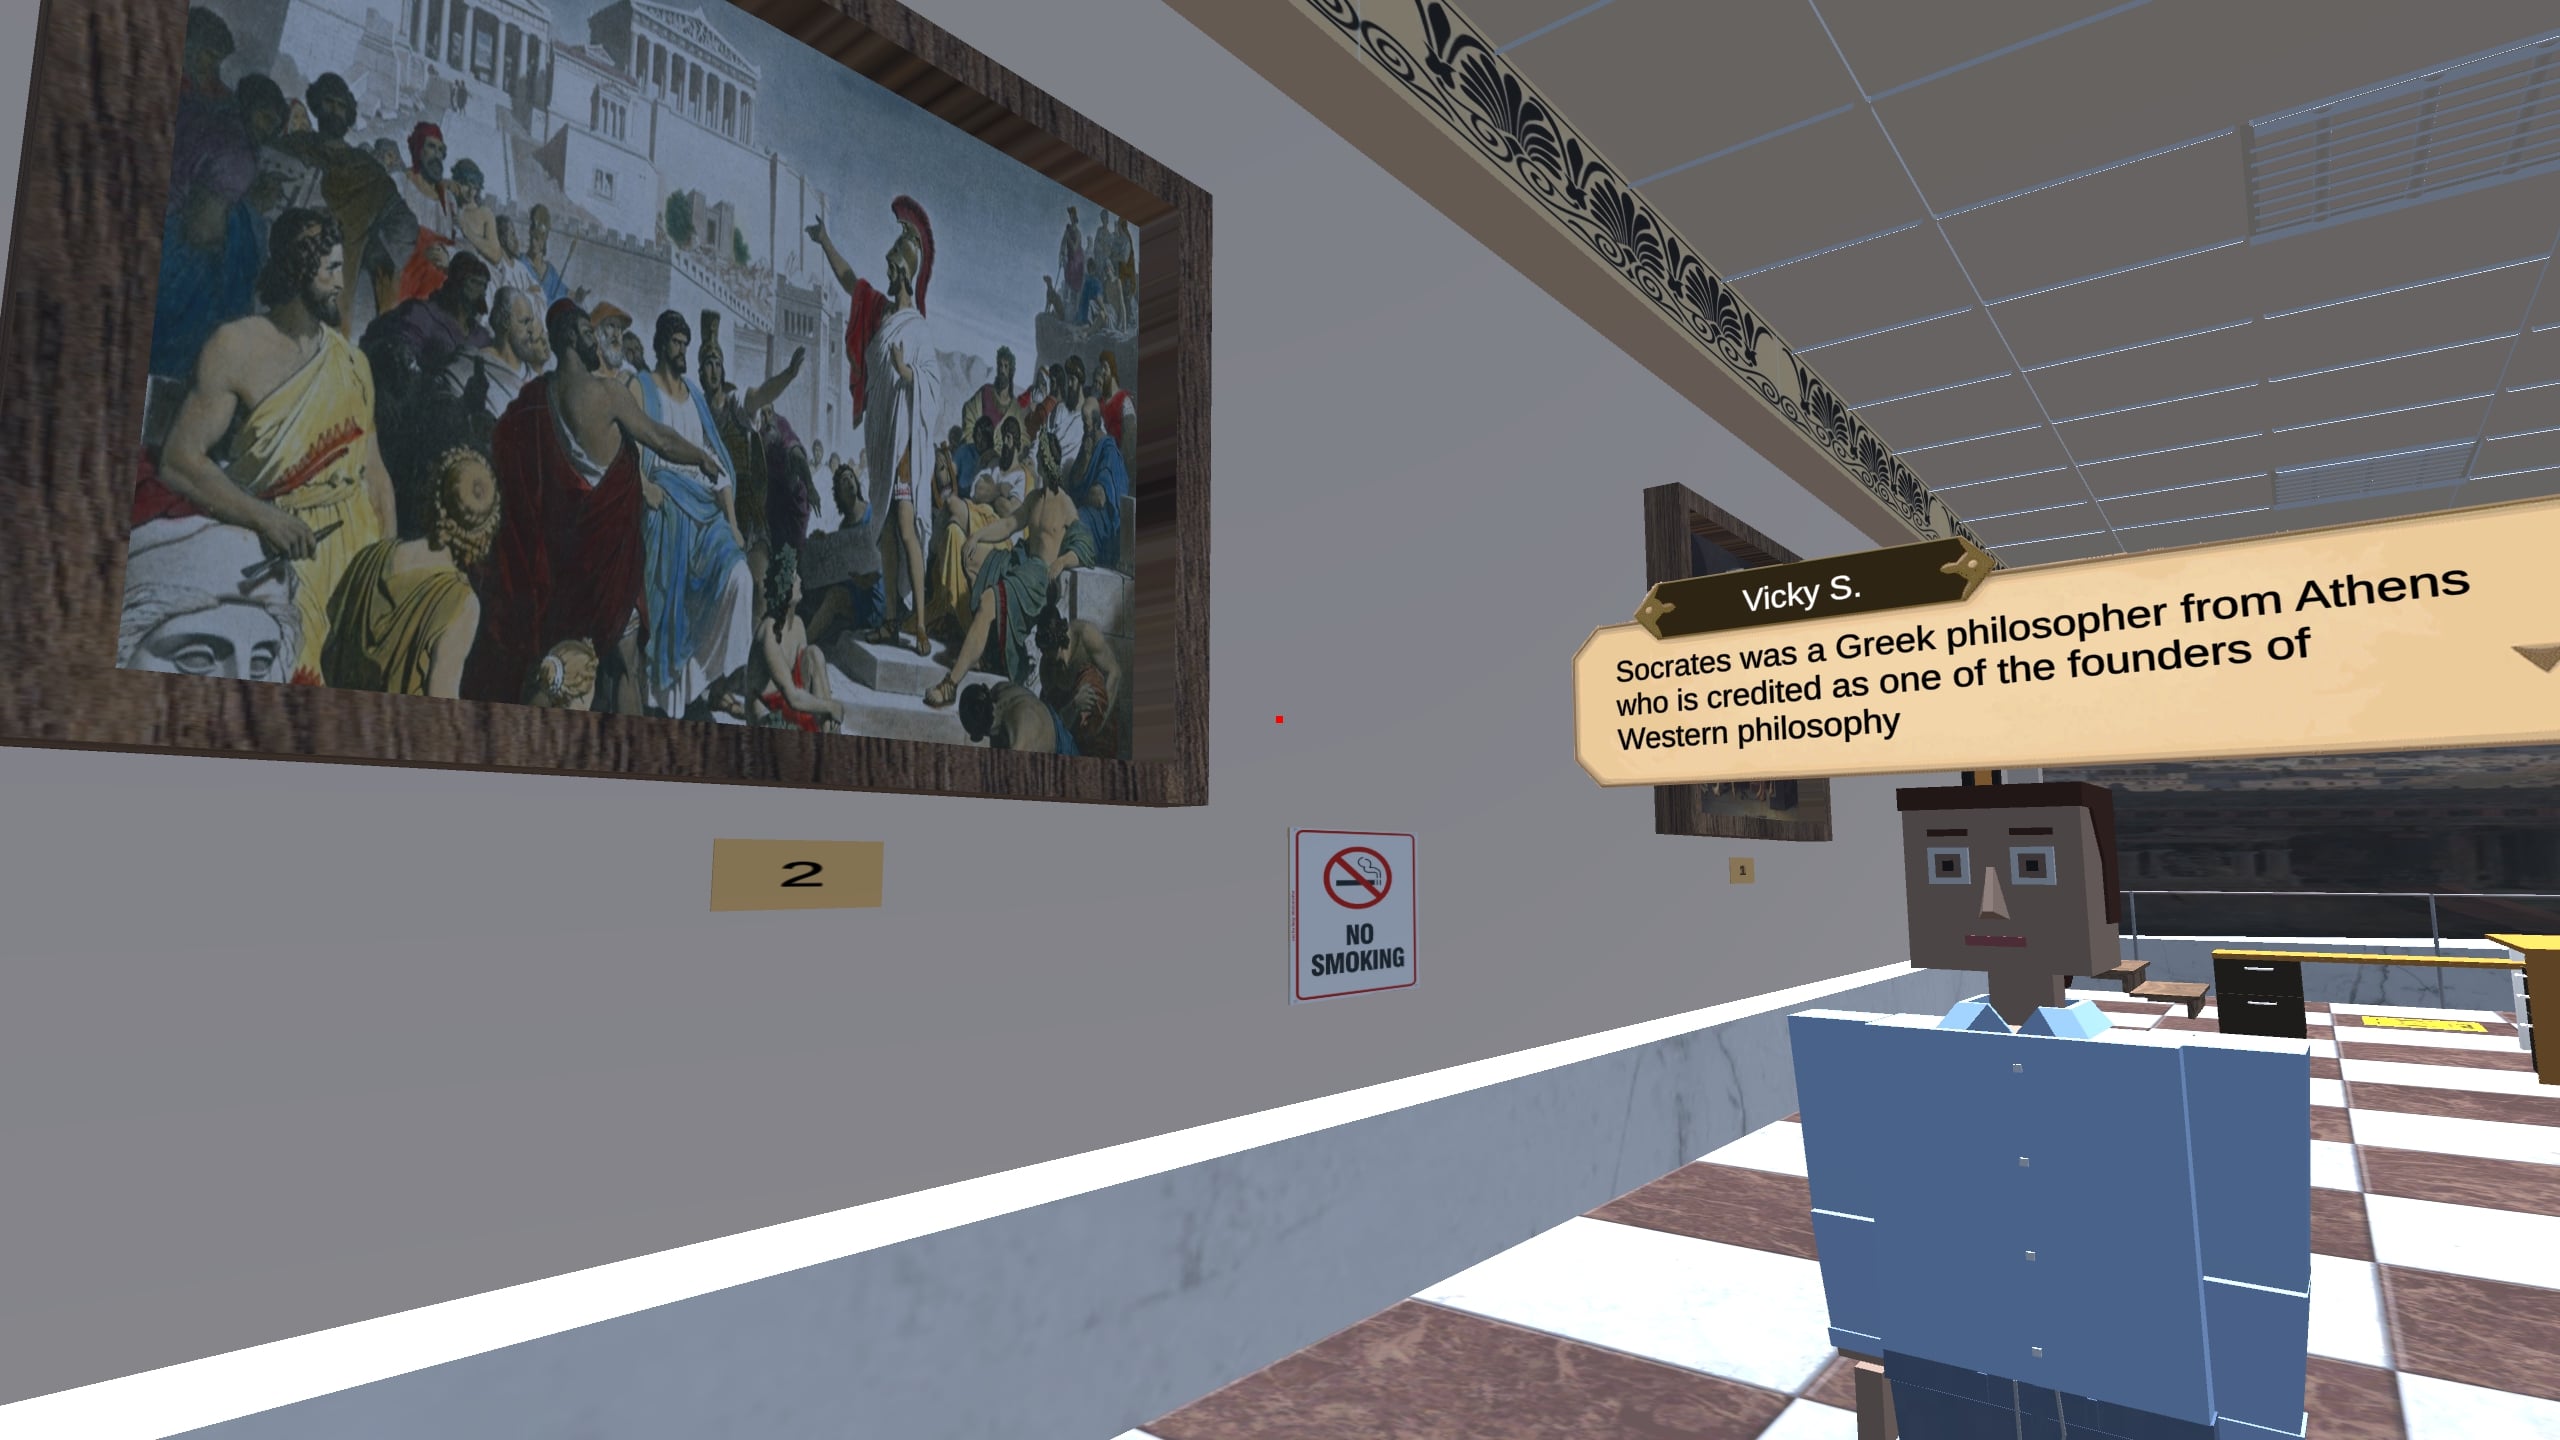 Vicky S.
Socrates was a Greek philosopher from Athens
who is credited as one of the founders of
Western philosophy
2
1
NO
SMOKING